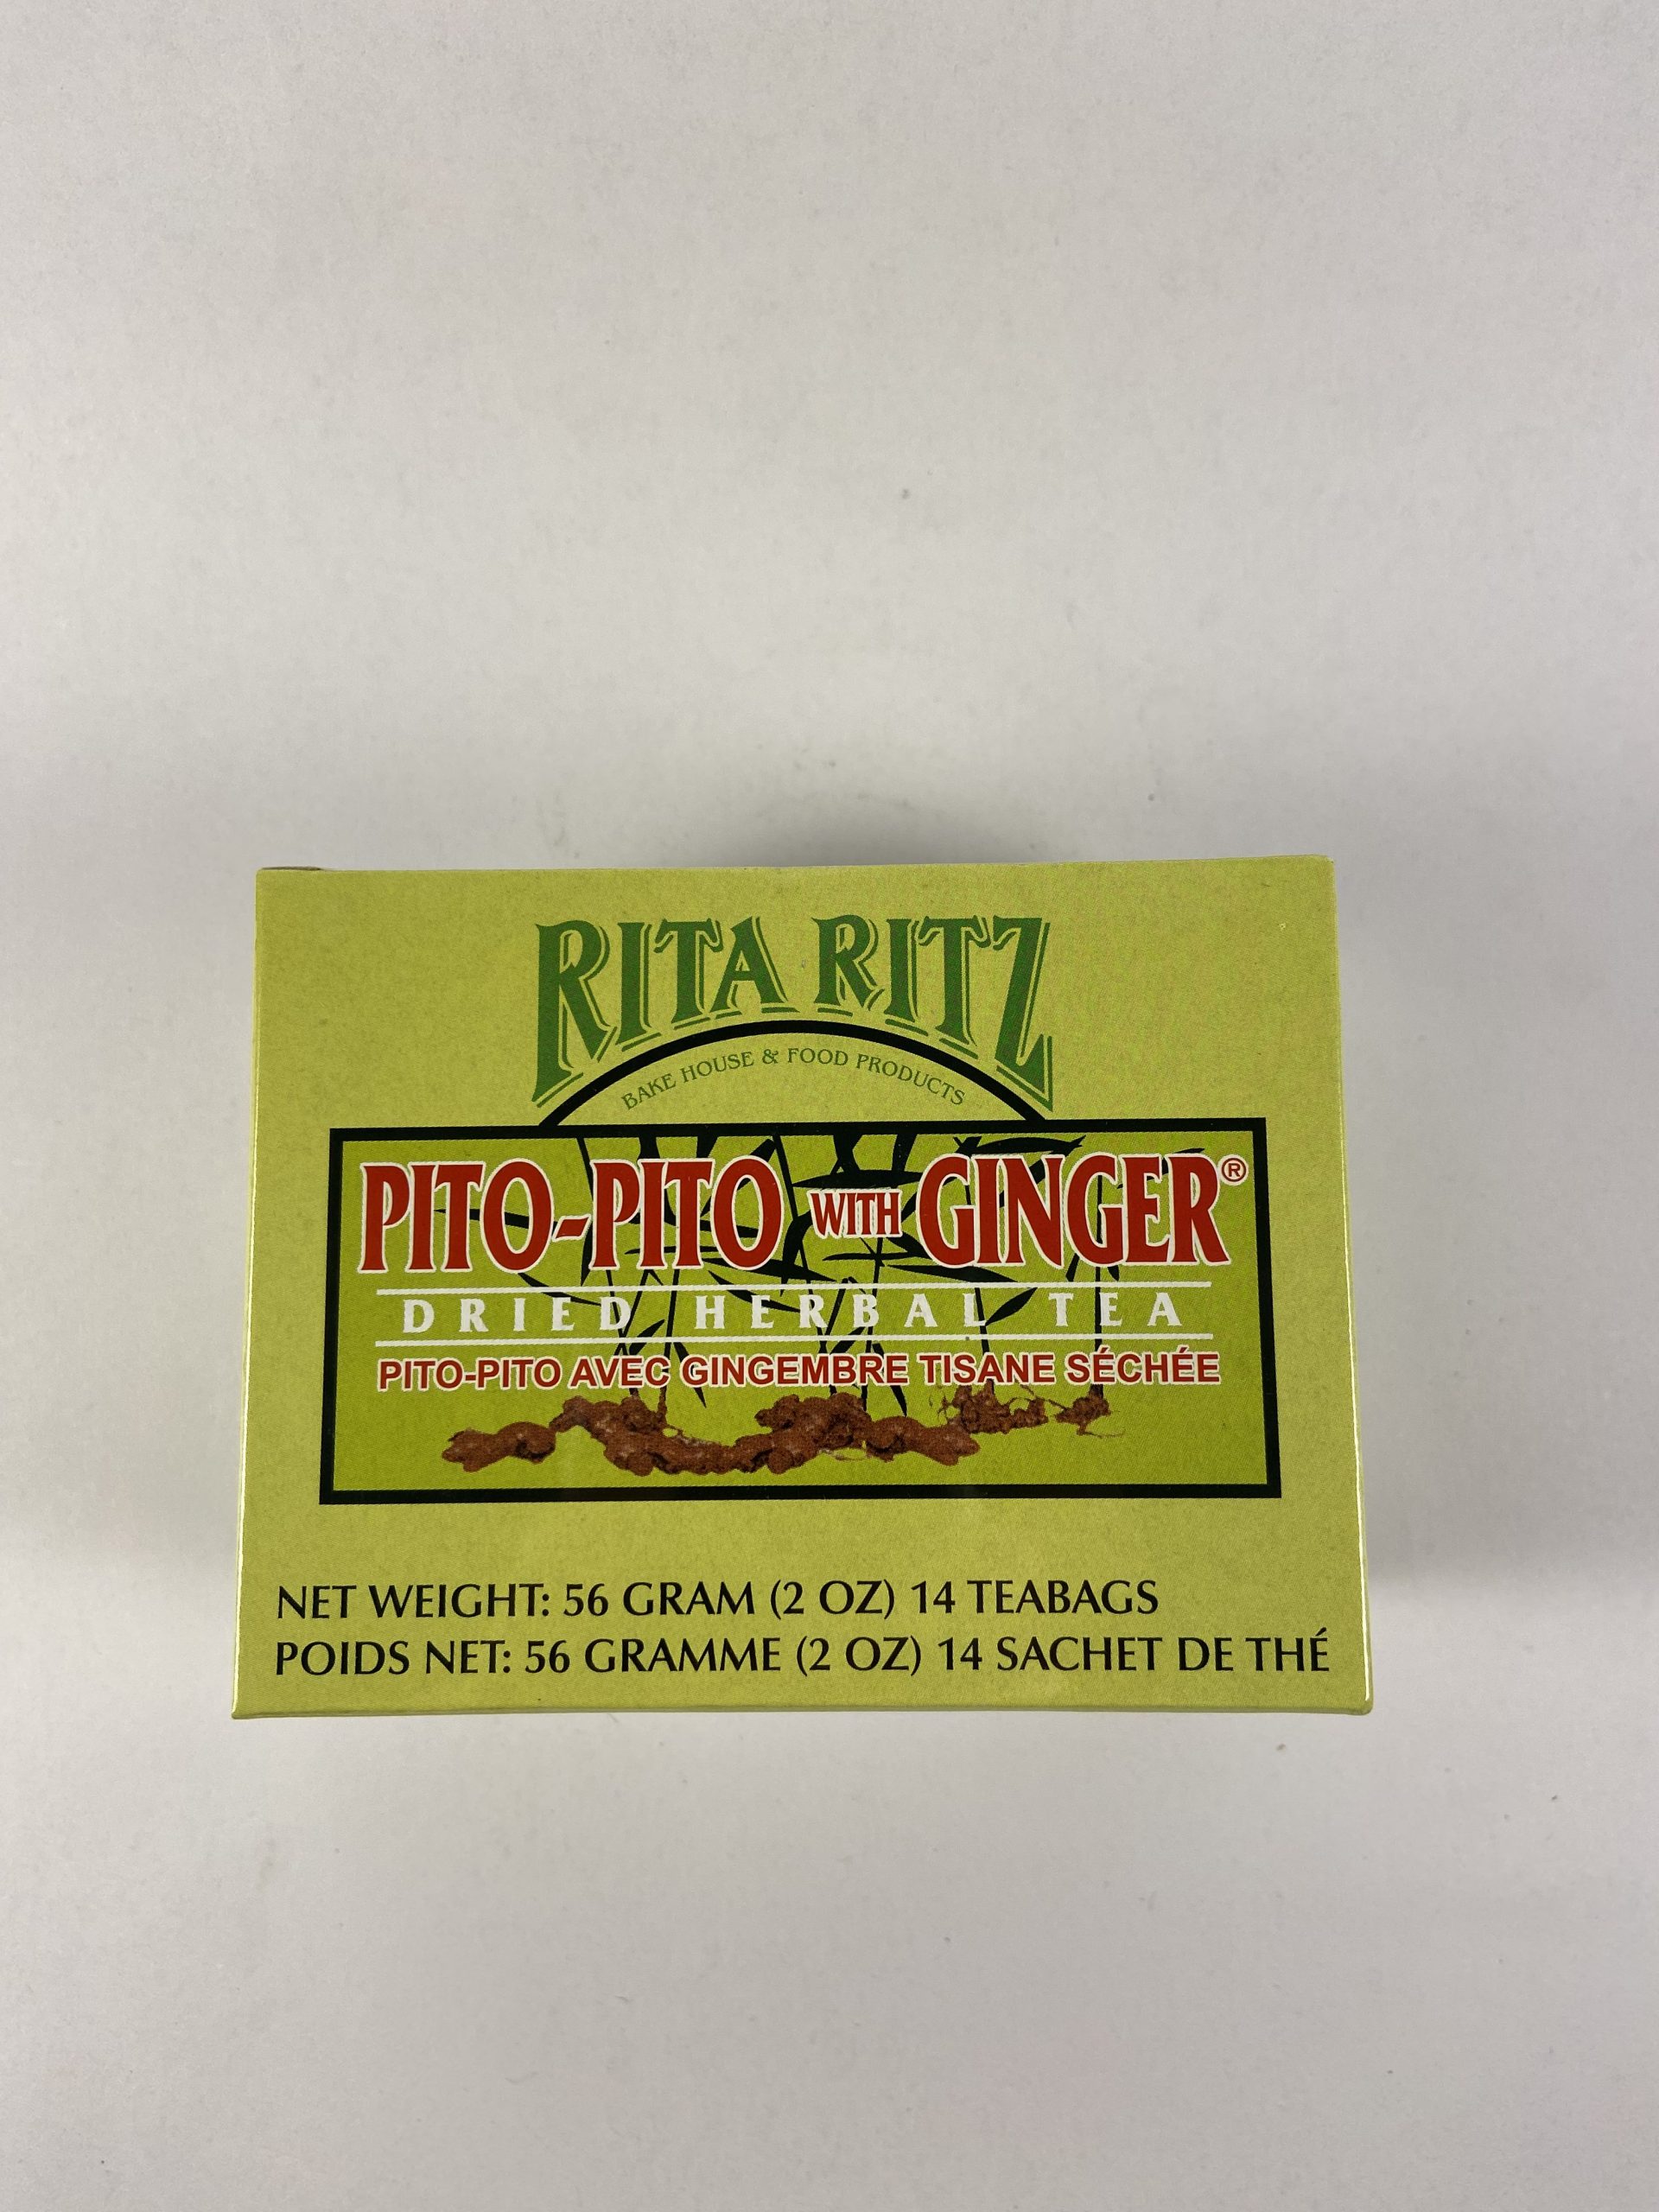 RITA RITZ
BAKE HOUSE & FOOD PRODUCTS
PITO-PITO WITH GINGER®
DRIED HERBAL TEA
PITO-PITO AVEC GINGEMBRE TISANE SÉCHÉE
NET WEIGHT: 56 GRAM (2 OZ) 14 TEABAGS
POIDS NET: 56 GRAMME (2 OZ) 14 SACHET DE THÉ